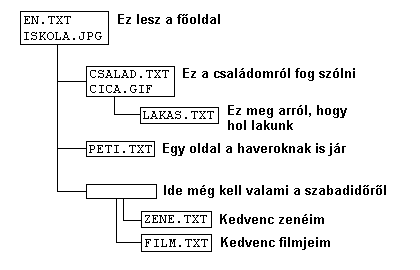 EN.TXT Ez lesz a főoldal
ISKOLA.JPG
CSALAD.TXT Ez a családomról fog szólni
CICA.GIF
LAKAS.TXT Ez meg arról, hogy
hol lakunk
PETI.TXT Egy oldal a haveroknak is jár
Ide még kell valami a szabadidőről
ZENE.TXT Kedvenc zenéim
FILM.TXT Kedvenc filmjeim